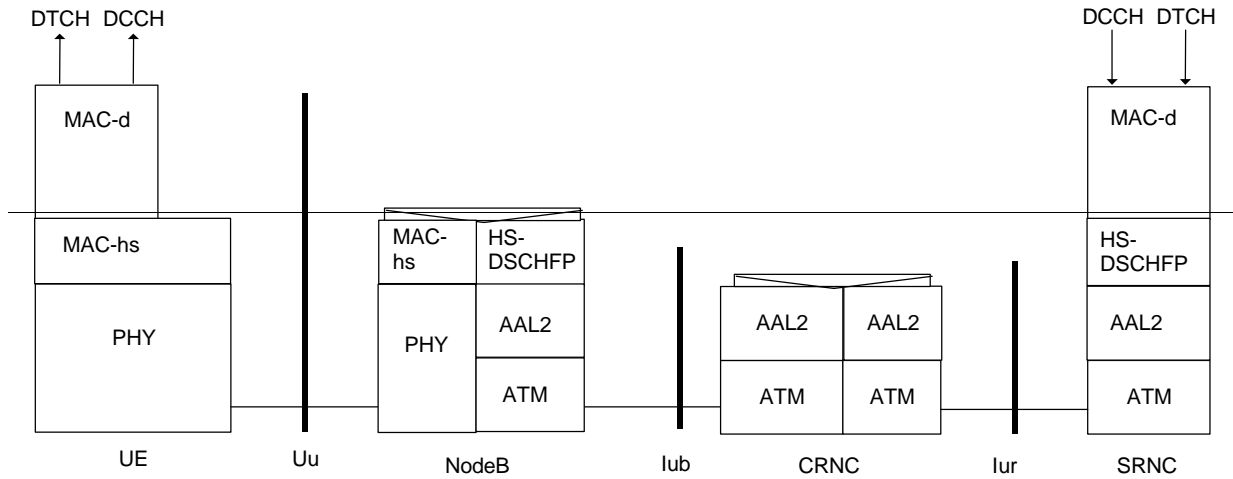 DTCH DCCH
DCCH DTCH
MAC-d
MAC-d
MAC-hs
MAC-
hs
HS-
DSCHFP
HS-
DSCHFP
PHY
PHY
AAL2
AAL2
AAL2
AAL2
ATM
ATM
ATM
ATM
UE
Uu
NodeB
Iub
CRNC
Iur
SRNC